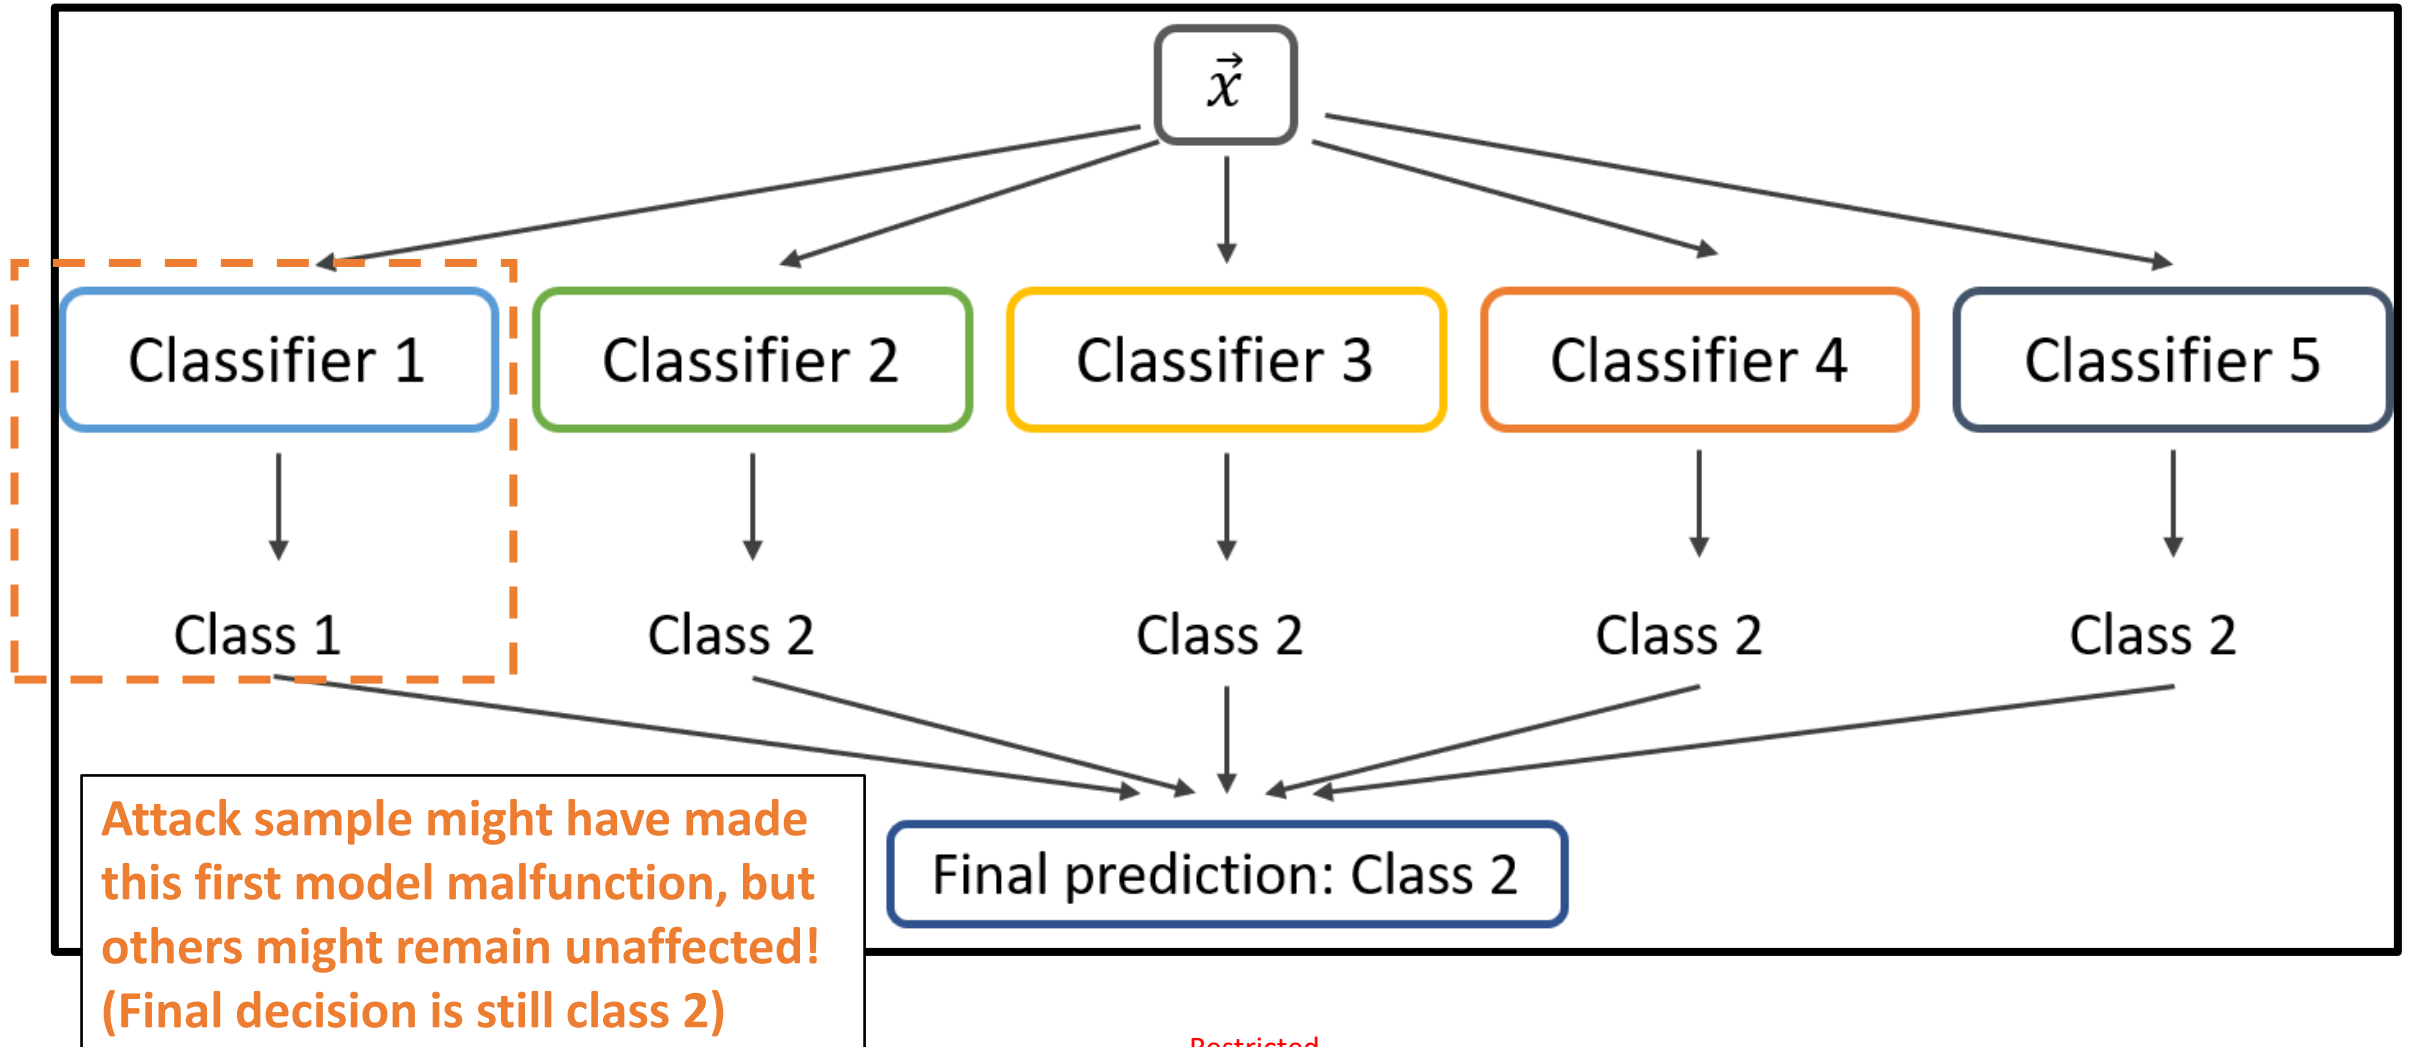 x⃗
Classifier 1
Classifier 2
Classifier 3
Classifier 4
Classifier 5
Class 1
Class 2
Class 2
Class 2
Class 2
Attack sample might have made
this first model malfunction, but
others might remain unaffected!
(Final decision is still class 2)
Final prediction: Class 2
Restricted